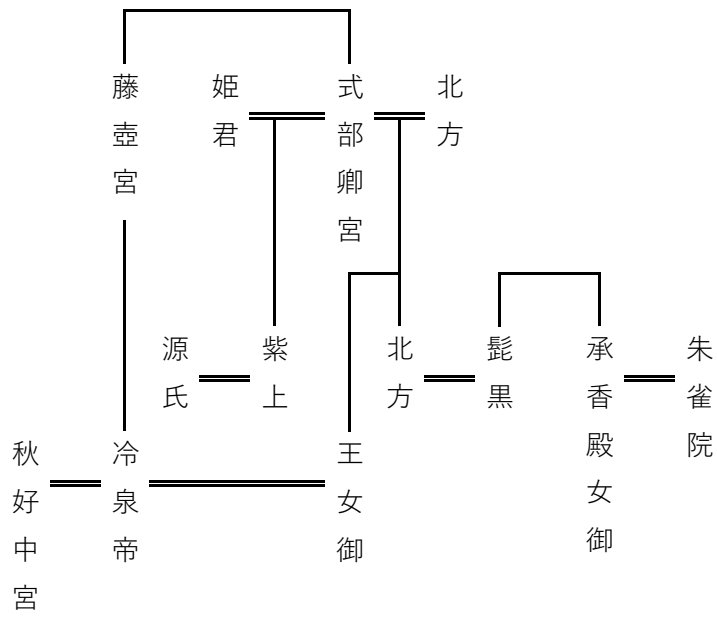 藤壺宮
姫君
式部卿宮
北方
源氏
紫上
北方
髭黒
承香殿女御
朱雀院
秋好中宮
冷泉帝
王女御